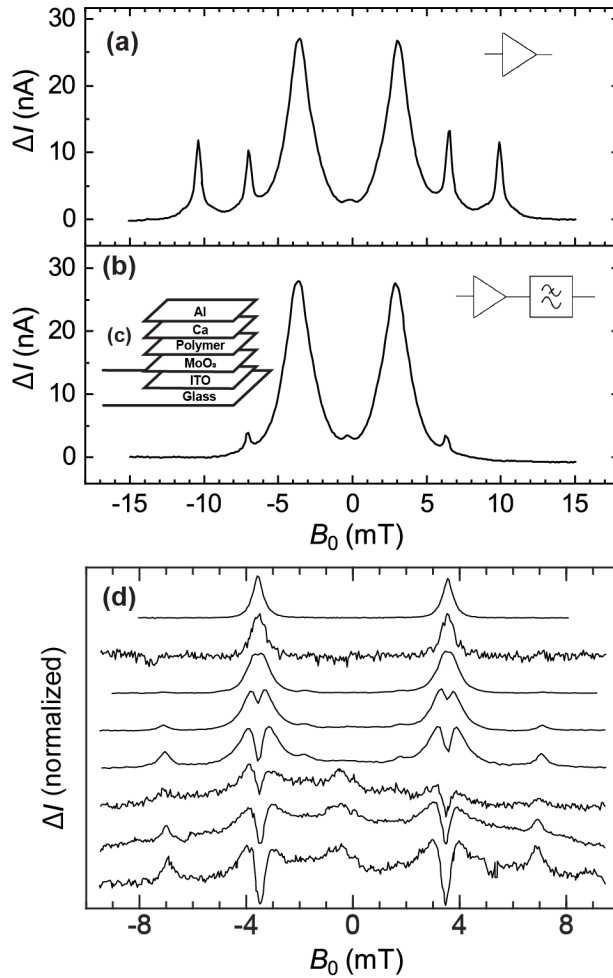 (a)
ΔI (nA)
30
20
10
0
(b)
ΔI (nA)
30
20
10
0
(c)
Al
Ca
Polymer
MoO₃
ITO
Glass
-15 -10 -5 0 5 10 15
B₀ (mT)
(d)
ΔI (normalized)
-8 -4 0 4 8
B₀ (mT)